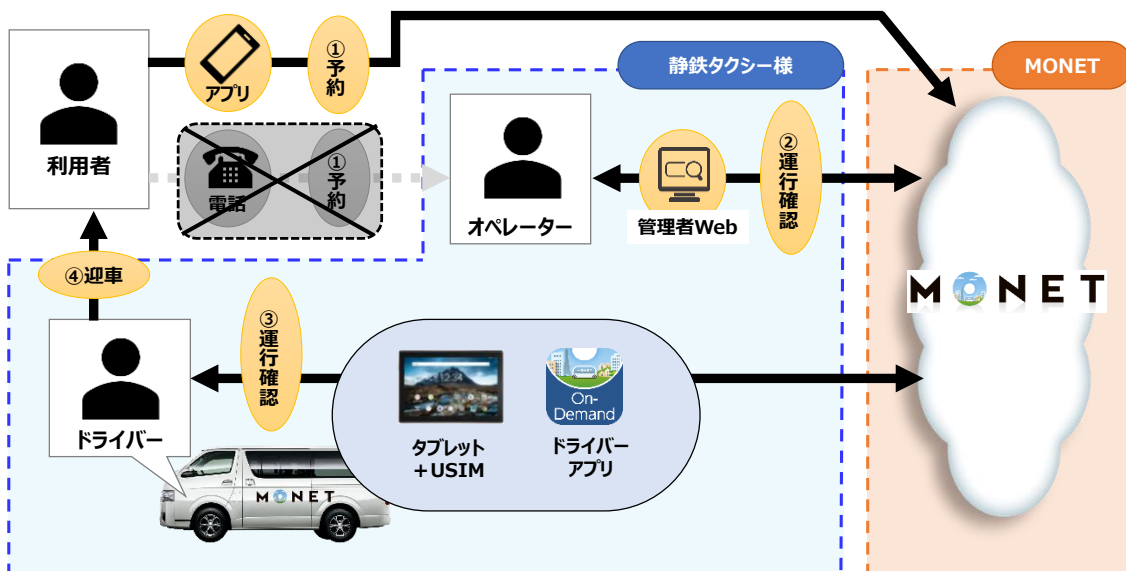 利用者
アプリ
①予約
電話
①予約
静鉄タクシー様
MONET
オペレーター
管理者Web
②運行確認
MONET
④迎車
ドライバー
③運行確認
タブレット
+USIM
On-
Demand
ドライバー
アプリ
MONET